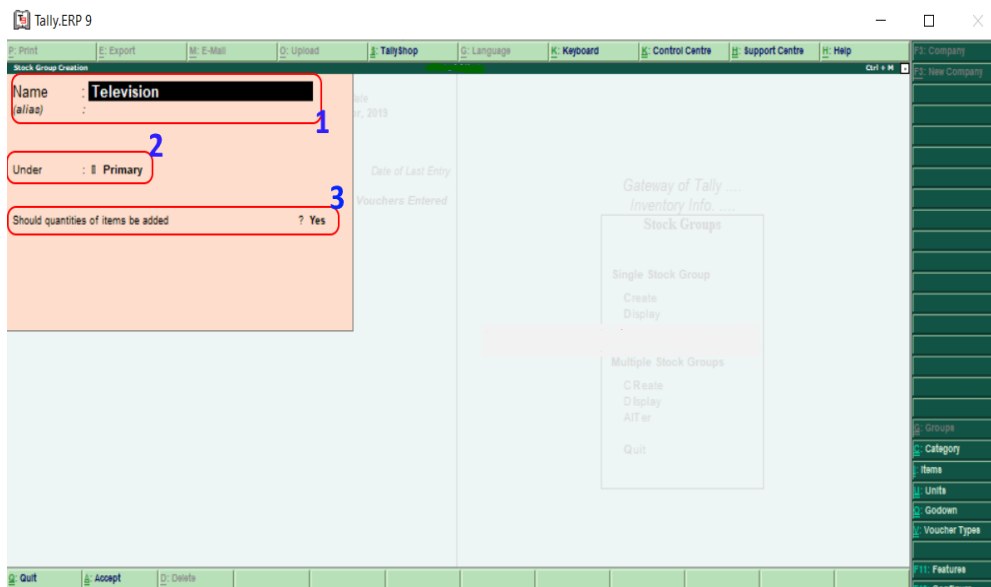 Tally.ERP 9
P: Print E: Export M: E-Mail O: Upload S: TallyShop G: Language K: Keyboard K: Control Centre H: Support Centre H: Help F3: Company
Stock Group Creation Ctrl + M
F3: New Company
Name : Television
(alias) :
1
, 2019
2
Under : Primary
Date of Last Entry
3
Vouchers Entered
Should quantities of items be added ? Yes
Gateway of Tally ....
Inventory Info. ....
Stock Groups
Single Stock Group
Create
Display
Multiple Stock Groups
CReate
DIsplay
AlTer
Quit
G: Groups
C: Category
I: Items
U: Units
O: Godown
V: Voucher Types
F11: Features
Q: Quit A: Accept D: Delete